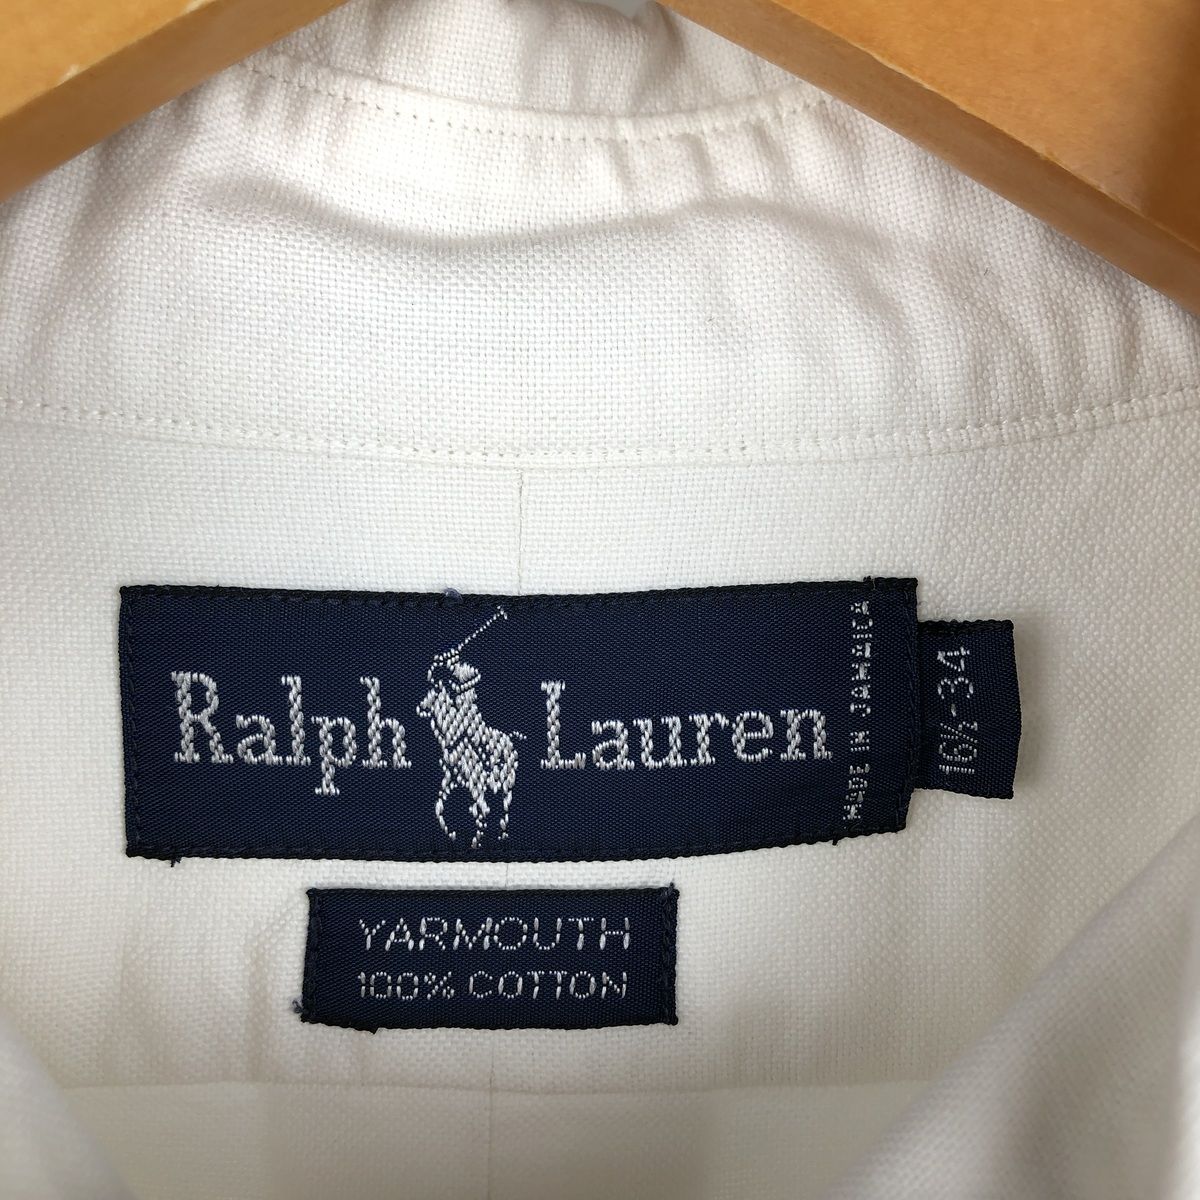 Ralph Lauren
MADE IN JAMAICA
16½-34
YARMOUTH
100% COTTON